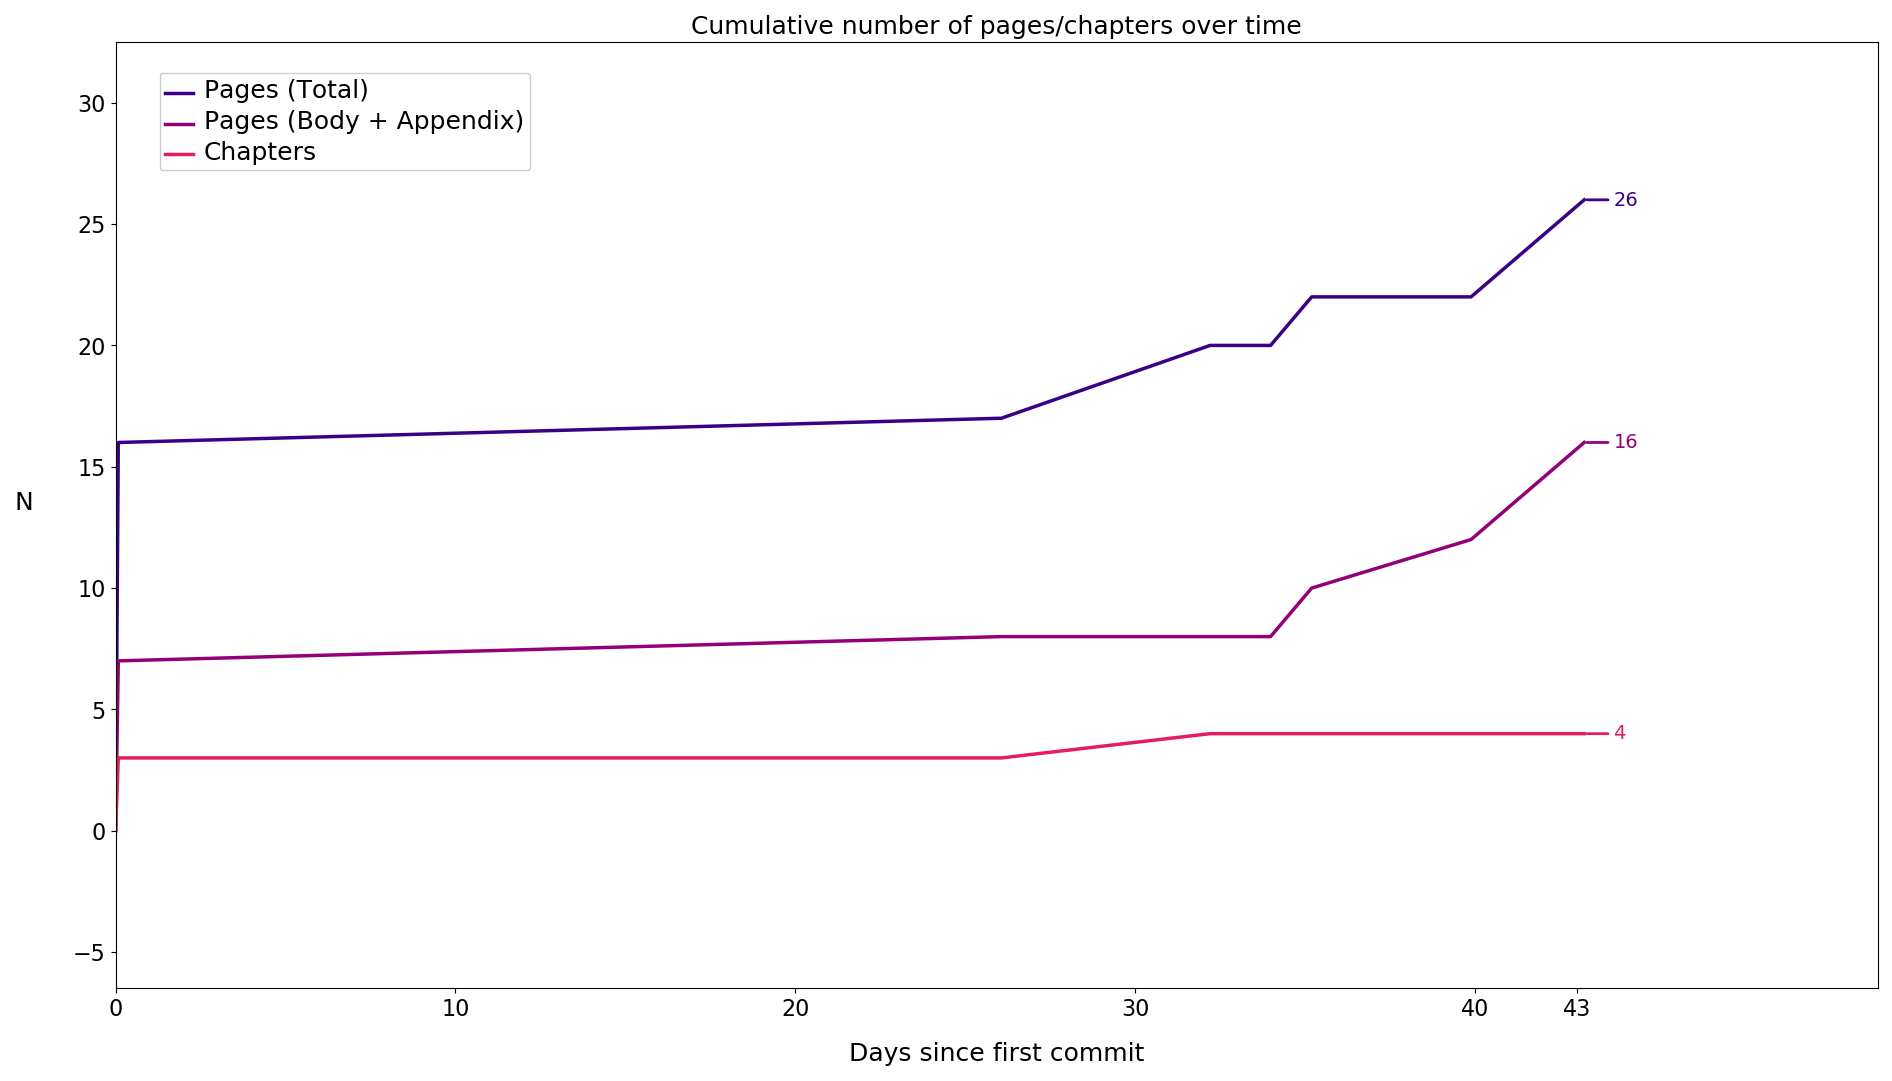 Cumulative number of pages/chapters over time
Pages (Total)
Pages (Body + Appendix)
Chapters
30
25
20
15
10
5
0
−5
N
26
16
4
0 10 20 30 40 43
Days since first commit